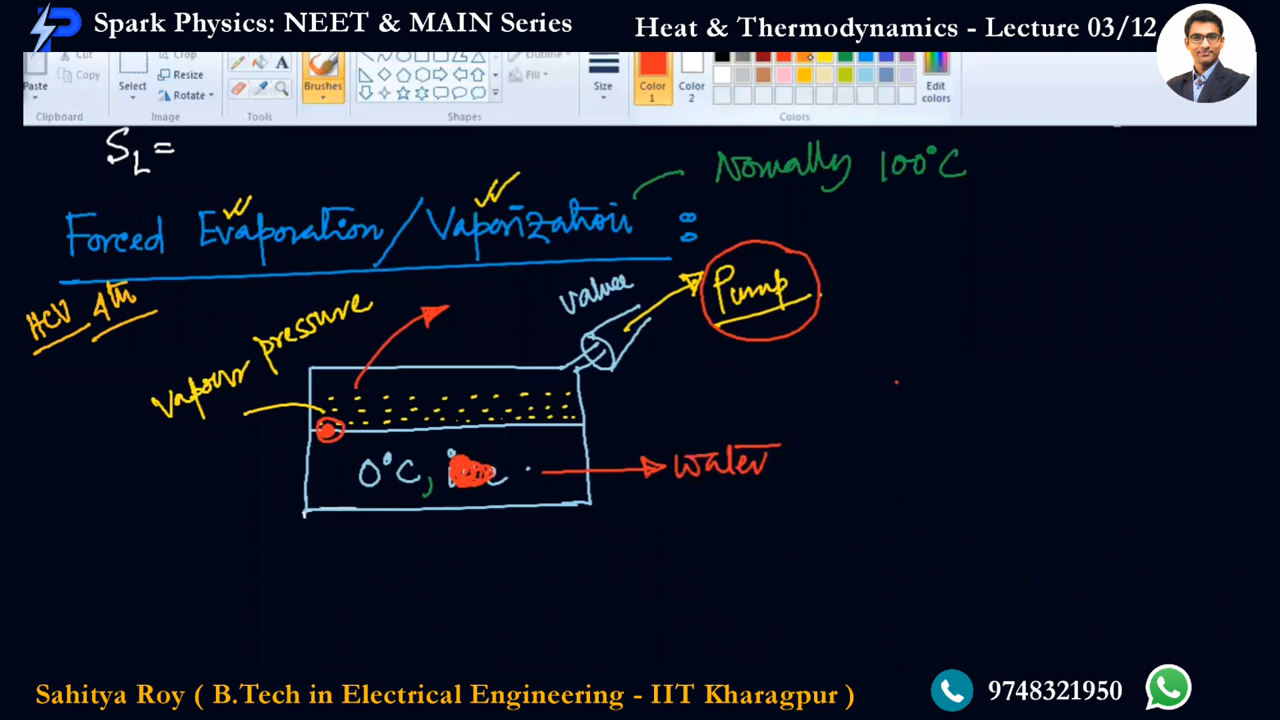 Spark Physics: NEET & MAIN Series
Heat & Thermodynamics - Lecture 03/12
Paste
Cut
Copy
Clipboard
Select
Crop
Resize
Rotate
Image
A
Tools
Brushes
Outline
Fill
Shapes
Size
Color 1
Color 2
Edit colors
Colors
S_L =
Normally 100°C
Forced Evaporation/Vaporization :
HCV 4th
vapour pressure
Pump
0°C,
water
Sahitya Roy ( B.Tech in Electrical Engineering - IIT Kharagpur )
9748321950